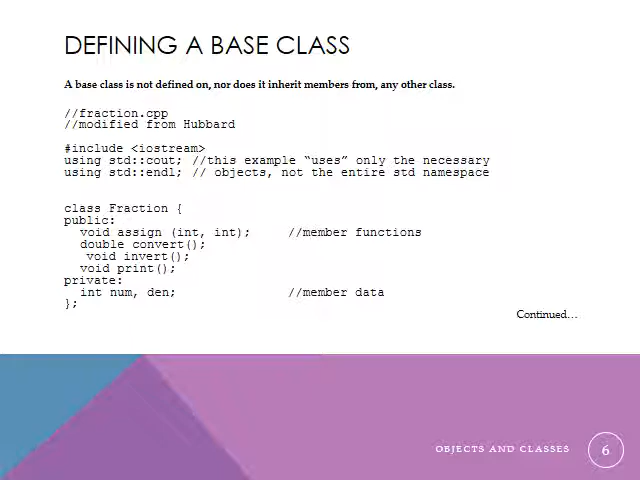 DEFINING A BASE CLASS
A base class is not defined on, nor does it inherit members from, any other class.
//fraction.cpp
//modified from Hubbard
#include <iostream>
using std::cout; //this example “uses” only the necessary
using std::endl; // objects, not the entire std namespace
class Fraction {
public:
void assign (int, int); //member functions
double convert();
void invert();
void print();
private:
int num, den; //member data
};
Continued…
OBJECTS AND CLASSES
6